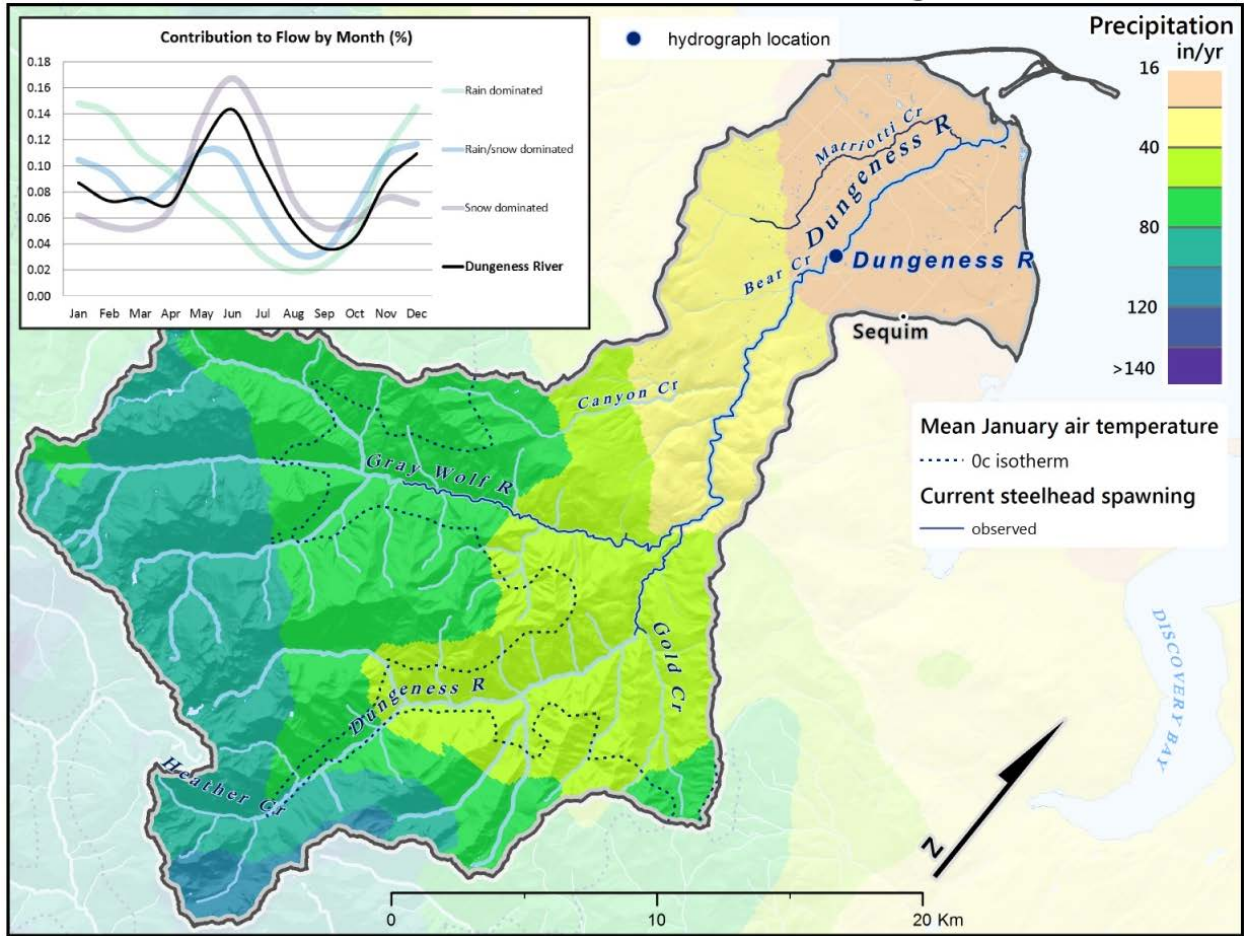 Contribution to Flow by Month (%)
0.18
0.16
0.14
0.12
0.10
0.08
0.06
0.04
0.02
0.00
Jan Feb Mar Apr May Jun Jul Aug Sep Oct Nov Dec
Rain dominated
Rain/snow dominated
Snow dominated
Dungeness River
hydrograph location
Precipitation
in/yr
16
40
80
120
>140
Matriotti Cr
Dungeness R
Bear Cr
Dungeness R
Sequim
Canyon Cr
Gray Wolf R
Gold Cr
Dungeness R
Heather Cr
Mean January air temperature
0c isotherm
Current steelhead spawning
observed
DISCOVERY BAY
N
0 10 20 Km